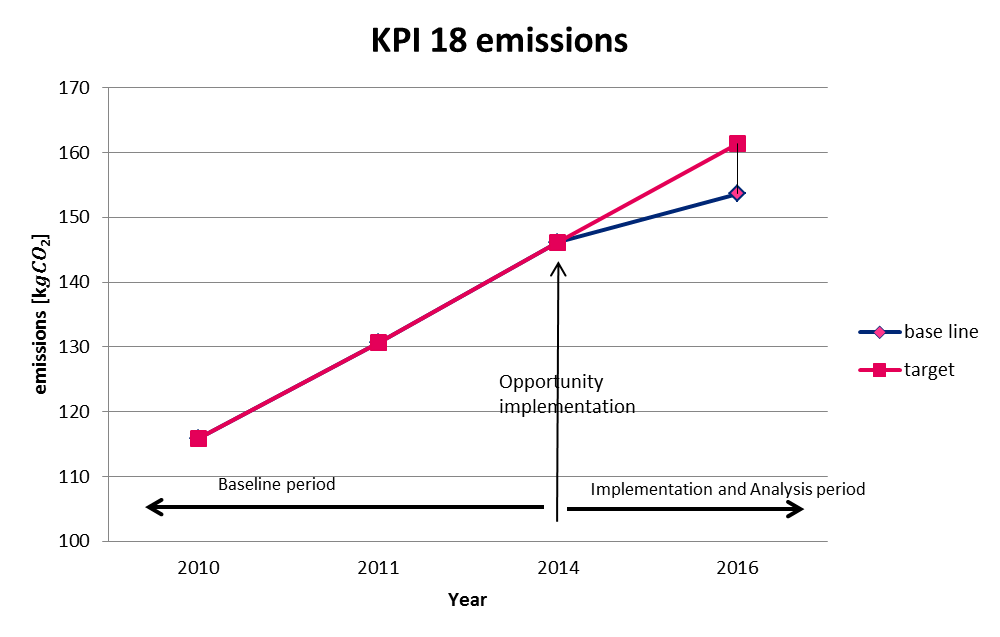 KPI 18 emissions
170
160
150
140
130
120
110
100
emissions [kgCO₂]
Opportunity
implementation
Baseline period
Implementation and Analysis period
2010 2011 2014 2016
Year
base line
target